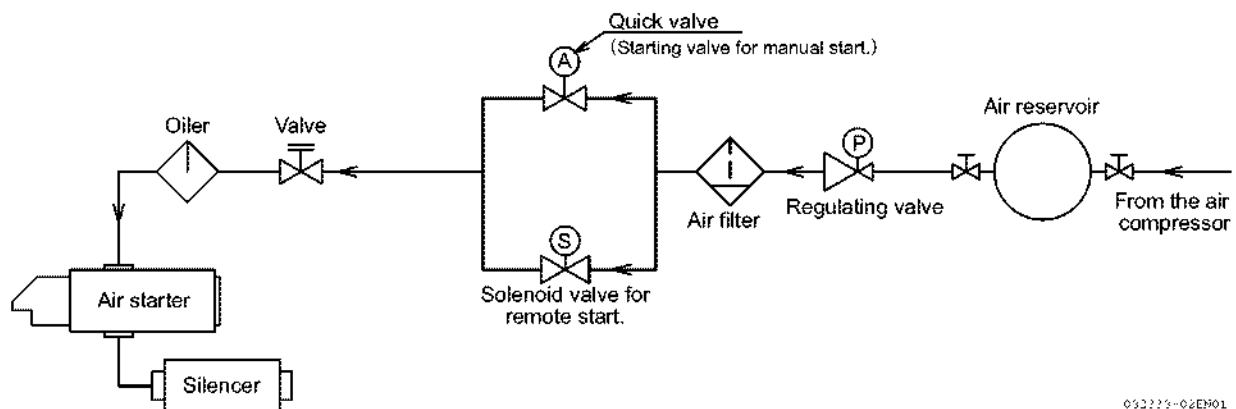 Quick valve
(Starting valve for manual start.)
A
Air reservoir
Oiler
Valve
P
Air filter
Regulating valve
From the air
compressor
S
Solenoid valve for
remote start.
Air starter
Silencer